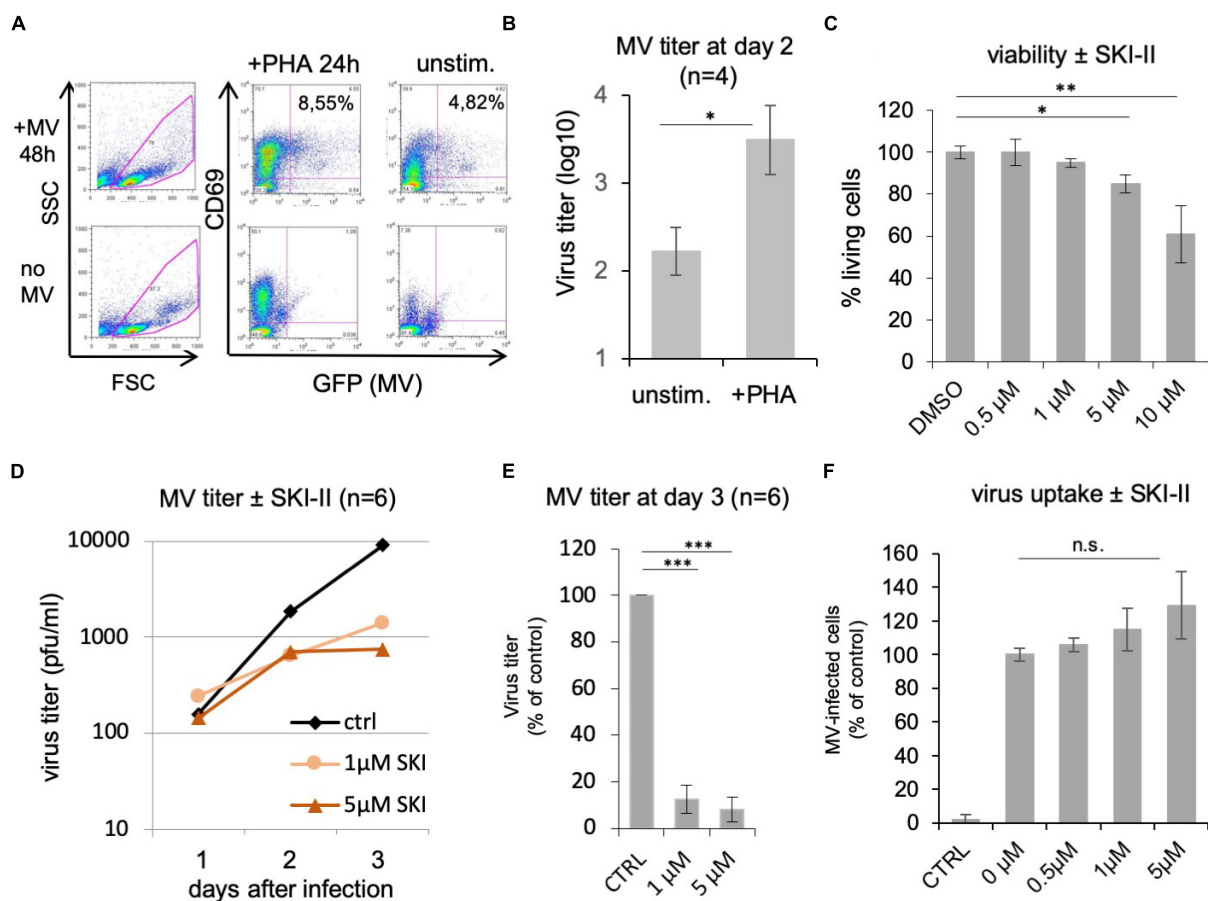 A
+PHA 24h
unstim.
+MV
48h
SSC
no
MV
FSC
CD69
GFP (MV)
8,55%
4,82%
B
MV titer at day 2
(n=4)
Virus titer (log10)
4
3
2
1
*
unstim.
+PHA
C
viability ± SKI-II
% living cells
120
100
80
60
40
20
0
**
*
DMSO
0.5 µM
1 µM
5 µM
10 µM
D
MV titer ± SKI-II (n=6)
virus titer (pfu/ml)
10000
1000
100
10
ctrl
1µM SKI
5µM SKI
1 2 3
days after infection
E
MV titer at day 3 (n=6)
Virus titer
(% of control)
120
100
80
60
40
20
0
***
***
CTRL
1 µM
5 µM
F
virus uptake ± SKI-II
MV-infected cells
(% of control)
160
140
120
100
80
60
40
20
0
n.s.
CTRL
0 µM
0.5µM
1µM
5µM